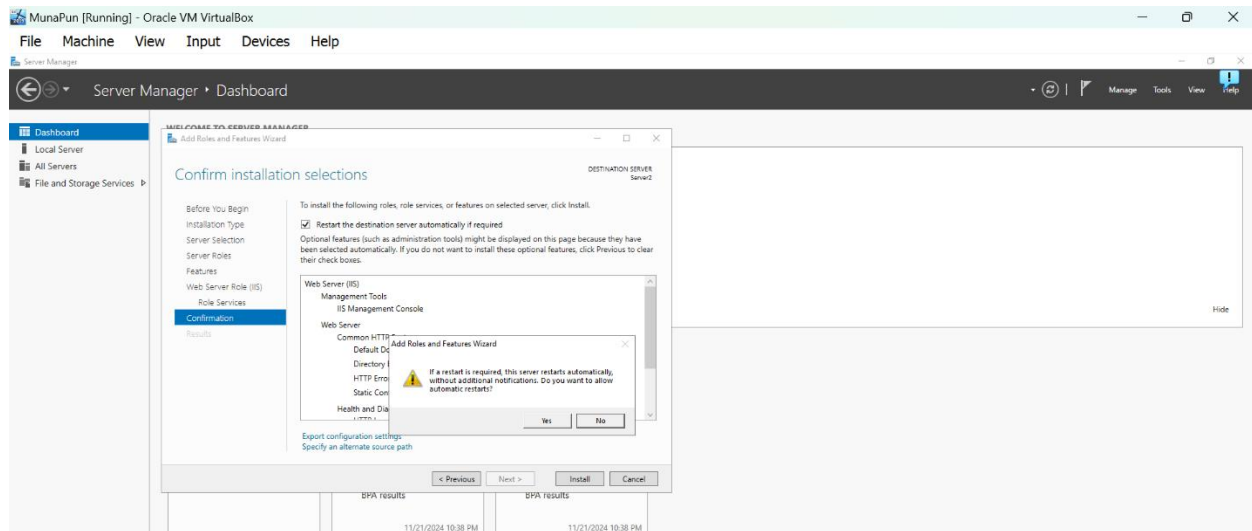 MunaPun [Running] - Oracle VM VirtualBox
File Machine View Input Devices Help
Server Manager
Server Manager • Dashboard
Manage Tools View Help
Dashboard
Local Server
All Servers
File and Storage Services
WELCOME TO SERVER MANAGER
Add Roles and Features Wizard
Confirm installation selections
DESTINATION SERVER
Server2
Before You Begin
Installation Type
Server Selection
Server Roles
Features
Web Server Role (IIS)
Role Services
Confirmation
Results
To install the following roles, role services, or features on selected server, click Install.
Restart the destination server automatically if required
Optional features (such as administration tools) might be displayed on this page because they have
been selected automatically. If you do not want to install these optional features, click Previous to clear
their check boxes.
Web Server (IIS)
Management Tools
IIS Management Console
Web Server
Common HTTP
Default Do
Directory
HTTP Erro
Static Con
Health and Dia
Add Roles and Features Wizard
If a restart is required, this server restarts automatically,
without additional notifications. Do you want to allow
automatic restarts?
Yes No
Export configuration settings
Specify an alternate source path
< Previous Next > Install Cancel
Hide
BPA results BPA results
11/21/2024 10:38 PM 11/21/2024 10:38 PM